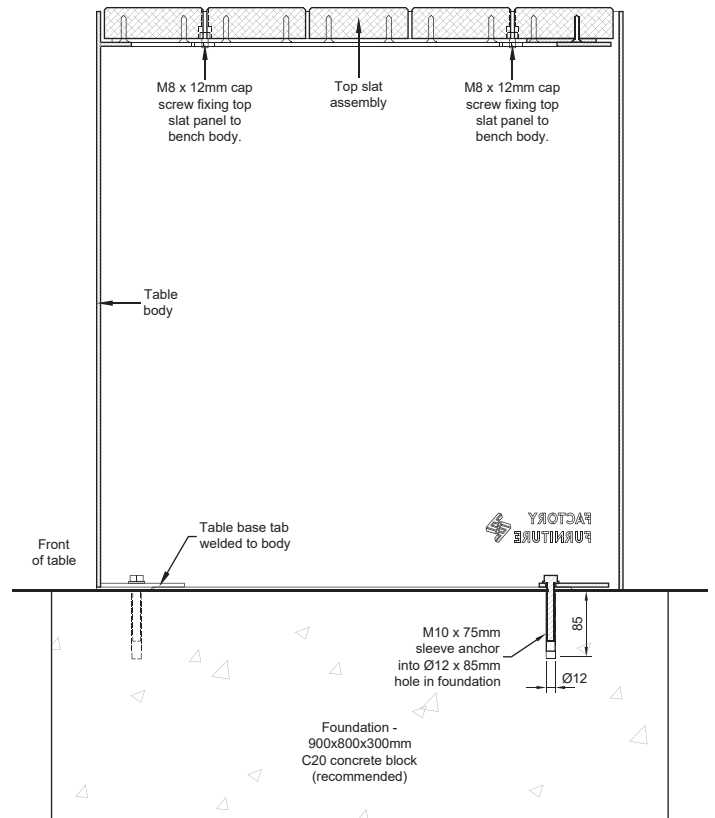 M8 x 12mm cap
screw fixing top
slat panel to
bench body.
Top slat
assembly
M8 x 12mm cap
screw fixing top
slat panel to
bench body.
Table
body
FACTORY
FURNITURE
Table base tab
welded to body
Front
of table
M10 x 75mm
sleeve anchor
into Ø12 x 85mm
hole in foundation
85
Ø12
Foundation -
900x800x300mm
C20 concrete block
(recommended)